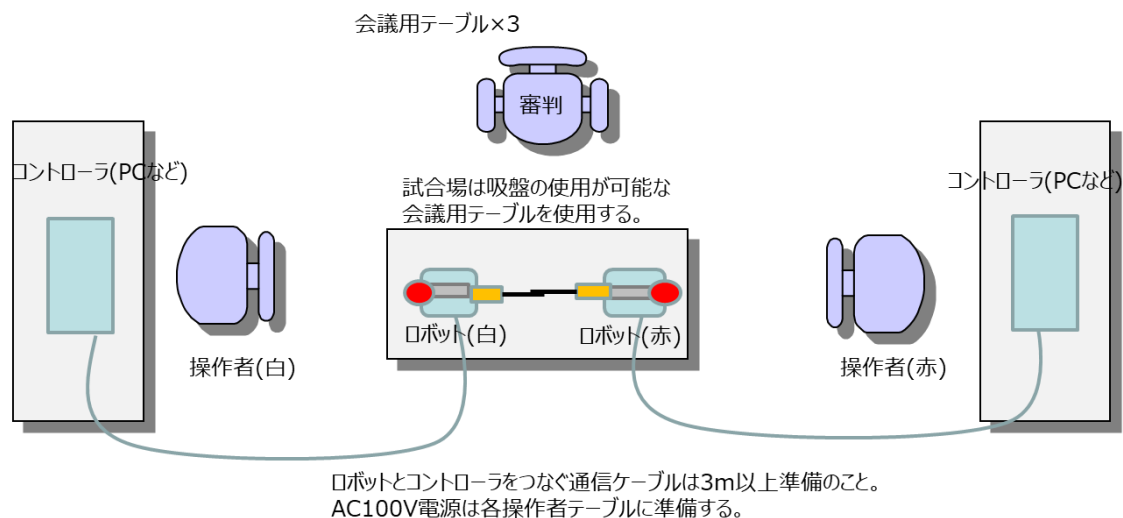 会議用テーブル×3
審判
コントローラ(PCなど)
コントローラ(PCなど)
試合場は吸盤の使用が可能な
会議用テーブルを使用する。
ロボット(白)
ロボット(赤)
操作者(白)
操作者(赤)
ロボットとコントローラをつなぐ通信ケーブルは3m以上準備のこと。
AC100V電源は各操作者テーブルに準備する。